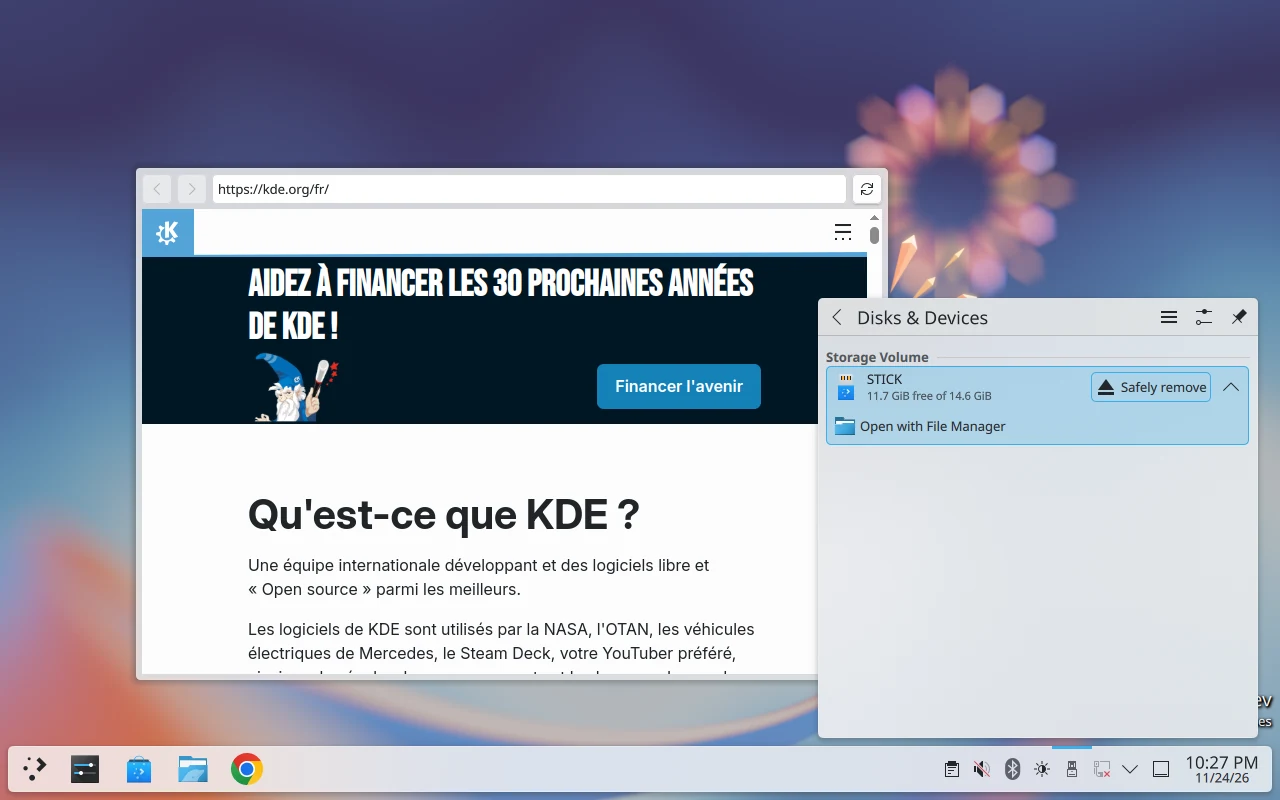 https://kde.org/fr/
AIDEZ À FINANCER LES 30 PROCHAINES ANNÉES
DE KDE !
Financer l'avenir
Qu'est-ce que KDE ?
Une équipe internationale développant et des logiciels libre et
« Open source » parmi les meilleurs.
Les logiciels de KDE sont utilisés par la NASA, l'OTAN, les véhicules
électriques de Mercedes, le Steam Deck, votre YouTuber préféré,
Disks & Devices
Storage Volume
STICK
11.7 GiB free of 14.6 GiB
Safely remove
Open with File Manager
10:27 PM
11/24/26